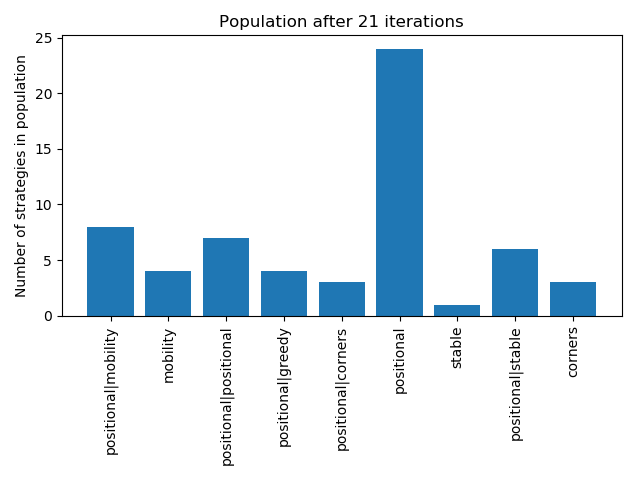 Population after 21 iterations
Number of strategies in population
25
20
15
10
5
0
positional|mobility
mobility
positional|positional
positional|greedy
positional|corners
positional
stable
positional|stable
corners